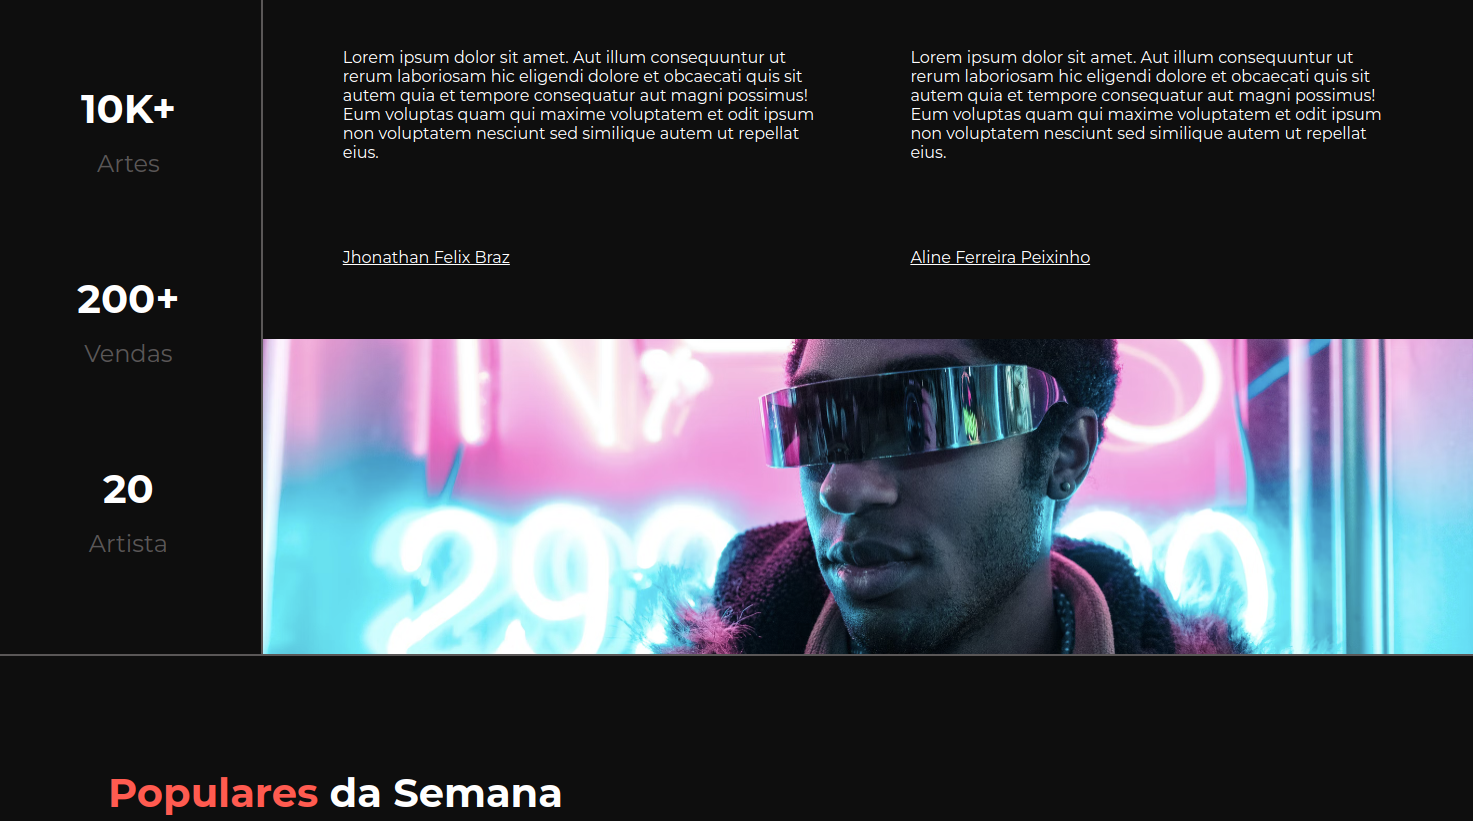 10K+
Artes
200+
Vendas
20
Artista
Lorem ipsum dolor sit amet. Aut illum consequuntur ut
rerum laboriosam hic eligendi dolore et obcaecati quis sit
autem quia et tempore consequatur aut magni possimus!
Eum voluptas quam qui maxime voluptatem et odit ipsum
non voluptatem nesciunt sed similique autem ut repellat
eius.
Jhonathan Felix Braz
Lorem ipsum dolor sit amet. Aut illum consequuntur ut
rerum laboriosam hic eligendi dolore et obcaecati quis sit
autem quia et tempore consequatur aut magni possimus!
Eum voluptas quam qui maxime voluptatem et odit ipsum
non voluptatem nesciunt sed similique autem ut repellat
eius.
Aline Ferreira Peixinho
29
Populares da Semana